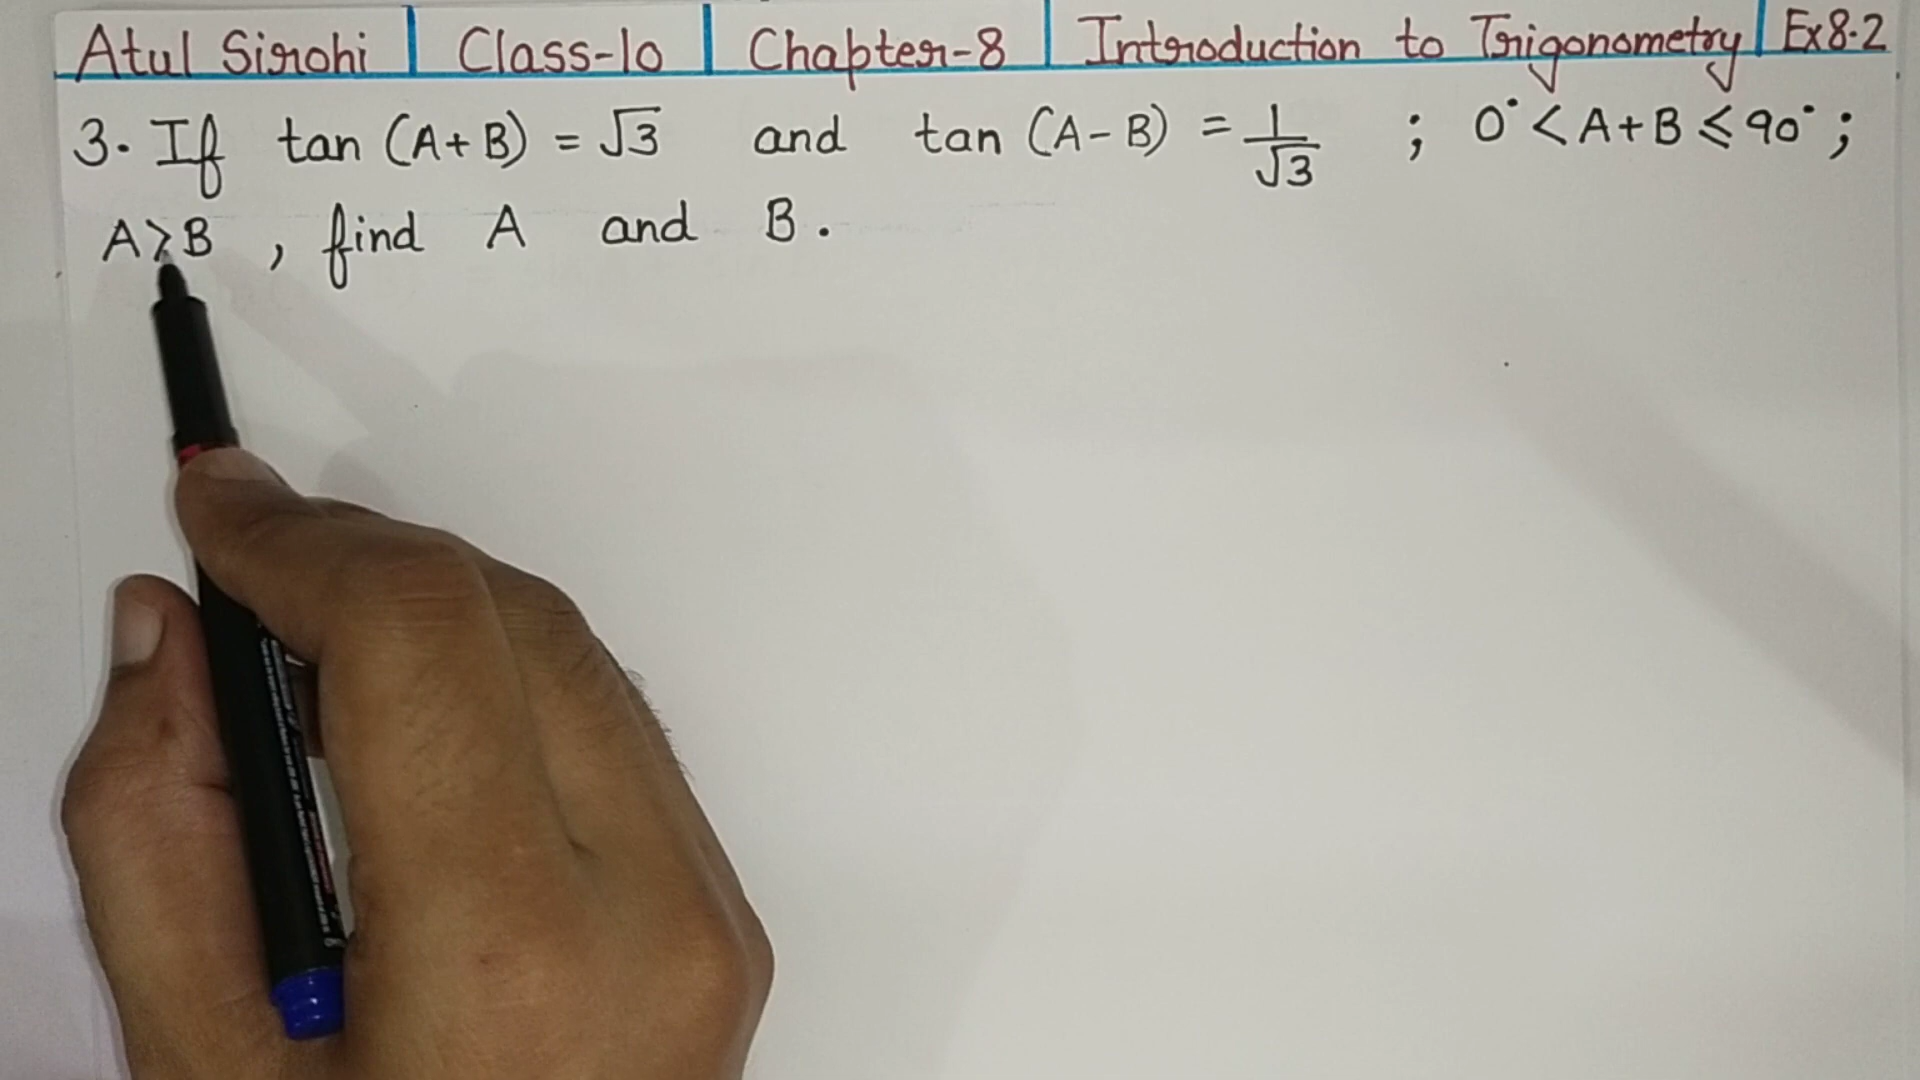 Atul Sirohi | Class-10 | Chapter-8 | Introduction to Trigonometry | Ex8.2
3. If tan (A+B) = √3 and tan (A-B) = 1/√3 ; 0° < A+B ≤ 90° ;
A>B , find A and B.